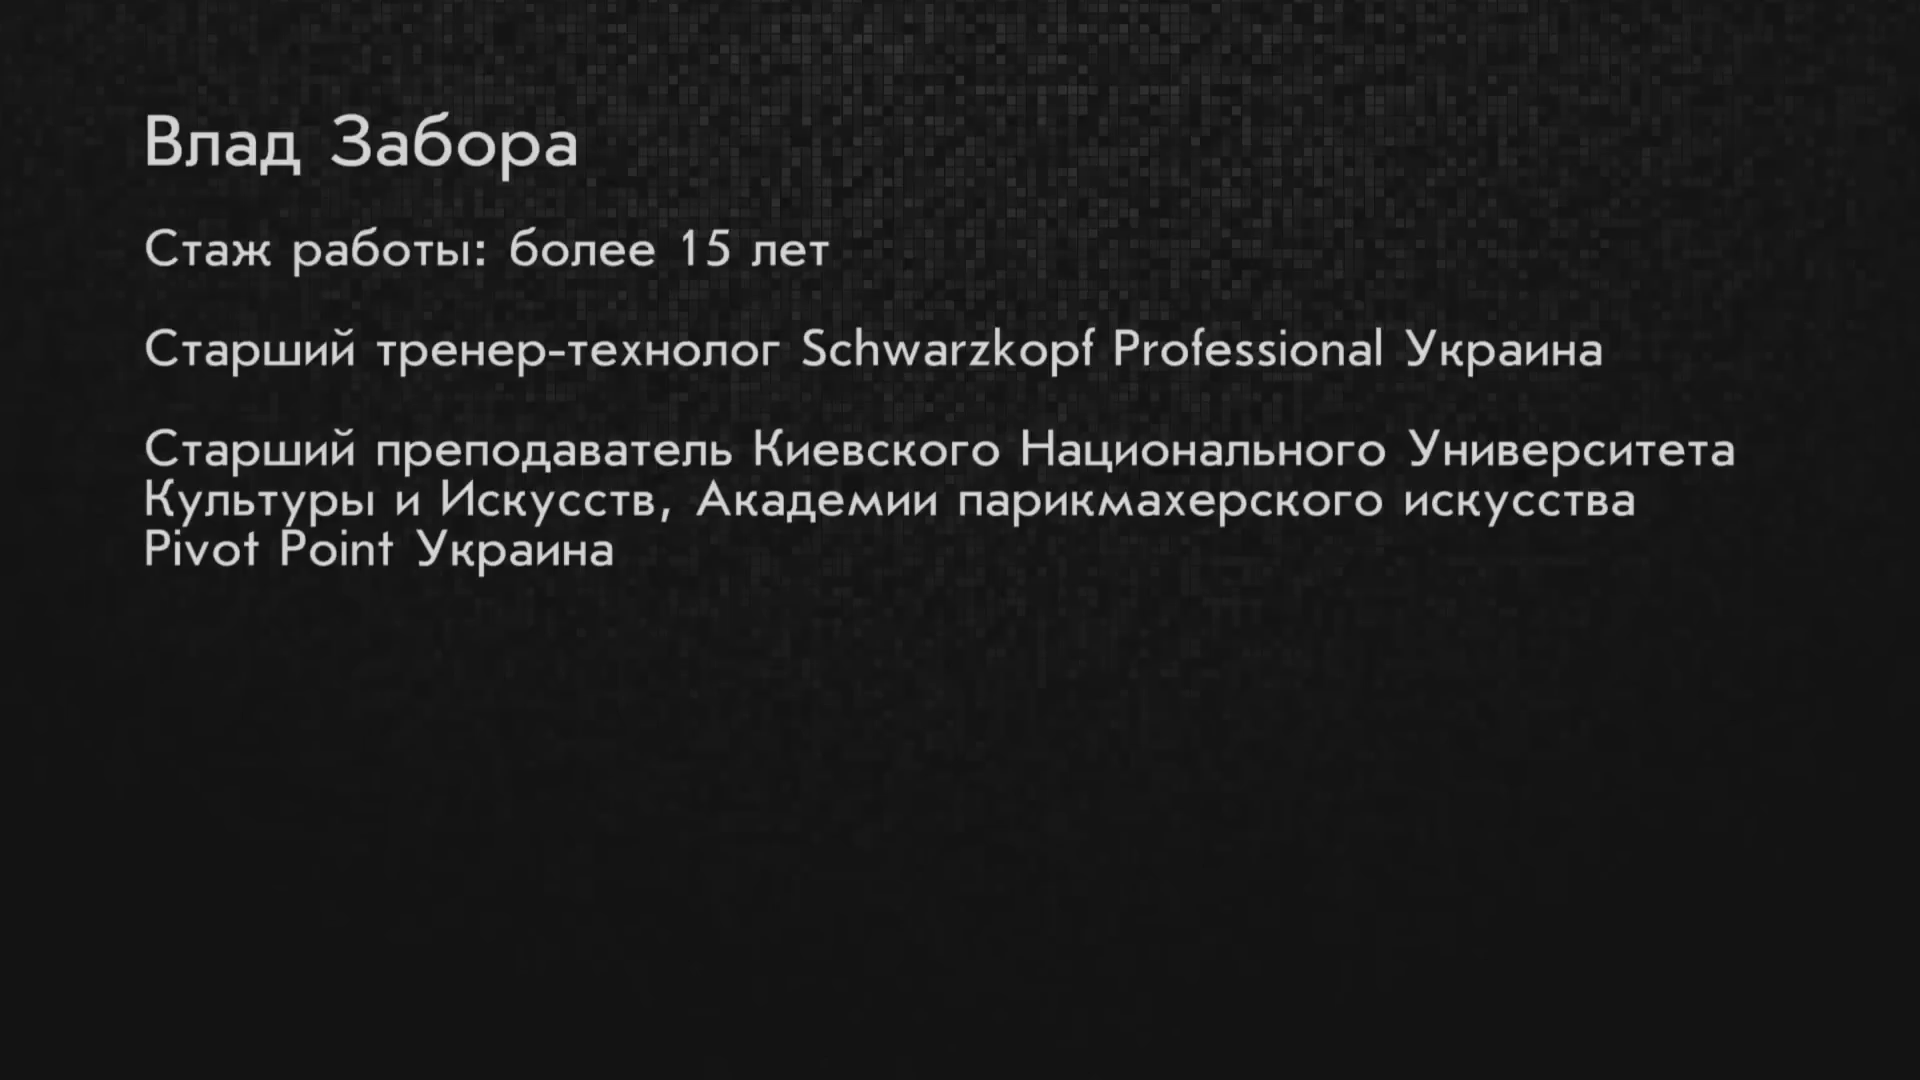 Влад Забора
Стаж работы: более 15 лет
Старший тренер-технолог Schwarzkopf Professional Украина
Старший преподаватель Киевского Национального Университета
Культуры и Искусств, Академии парикмахерского искусства
Pivot Point Украина